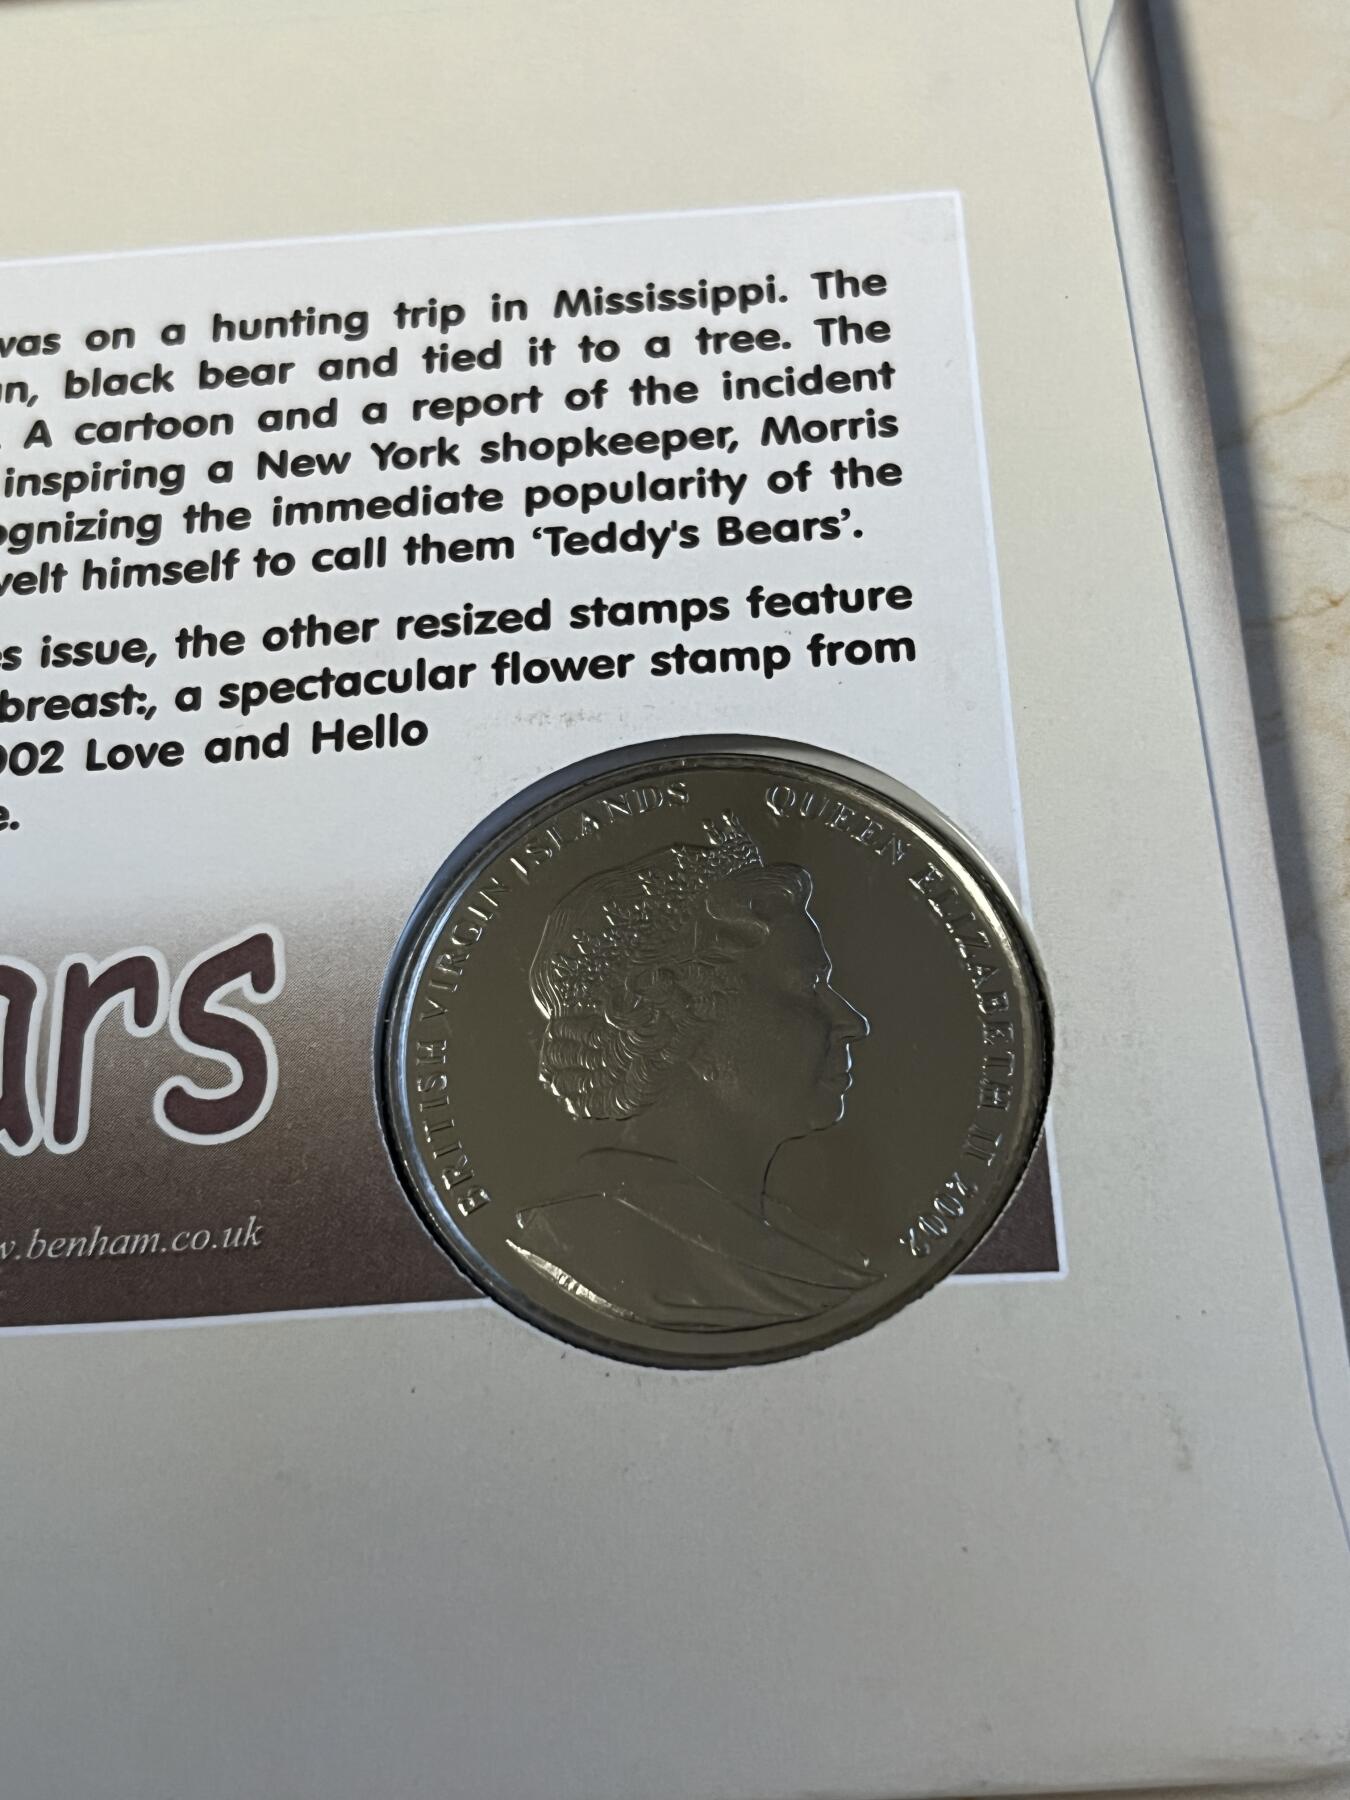 was on a hunting trip in Mississippi. The
n, black bear and tied it to a tree. The
. A cartoon and a report of the incident
inspiring a New York shopkeeper, Morris
ognizing the immediate popularity of the
velt himself to call them ‘Teddy's Bears’.
s issue, the other resized stamps feature
breast:, a spectacular flower stamp from
002 Love and Hello
e.
BRITISH VIRGIN ISLANDS QUEEN ELIZABETH II 2002
ars
w.benham.co.uk